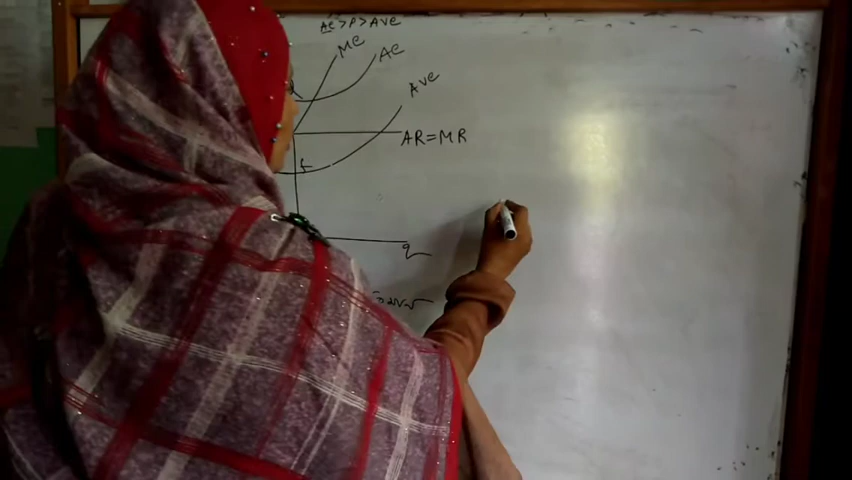 AC > P > AVC
MC
AC
AVC
AR = MR
q